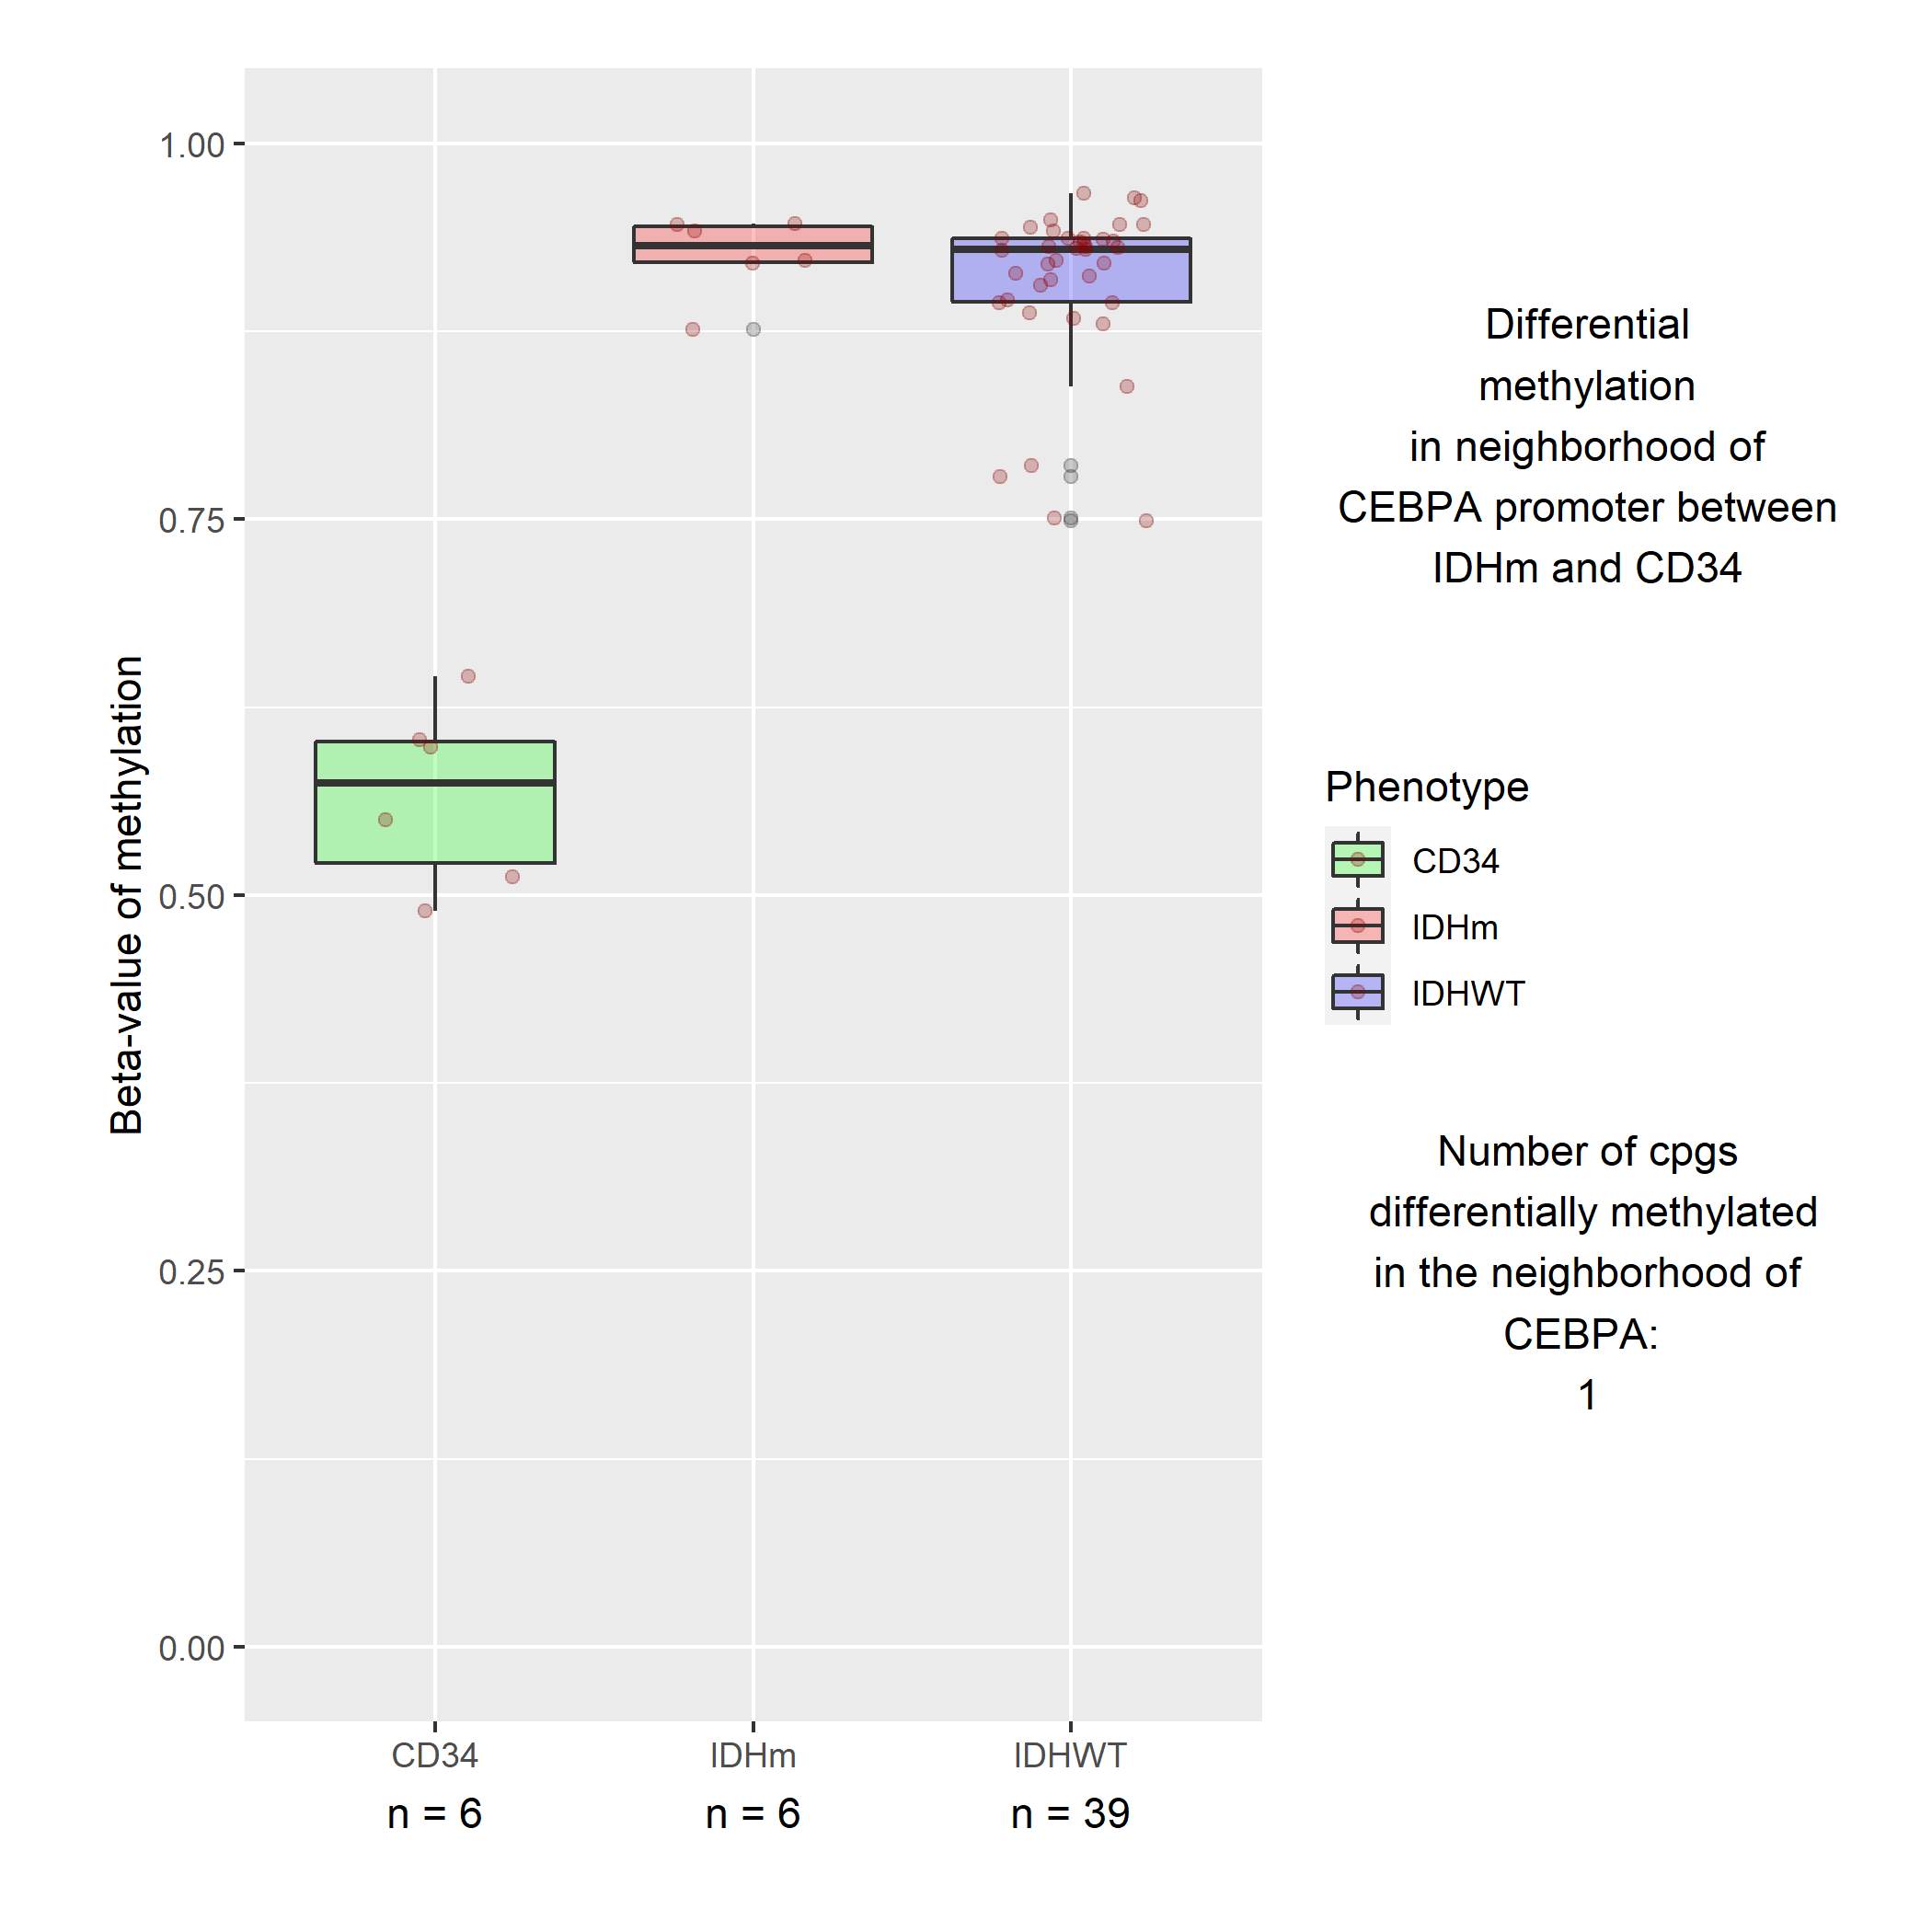 1.00
0.75
0.50
0.25
0.00
Beta-value of methylation
CD34
IDHm
IDHWT
n = 6
n = 6
n = 39
Differential
methylation
in neighborhood of
CEBPA promoter between
IDHm and CD34
Phenotype
CD34
IDHm
IDHWT
Number of cpgs
differentially methylated
in the neighborhood of
CEBPA:
1